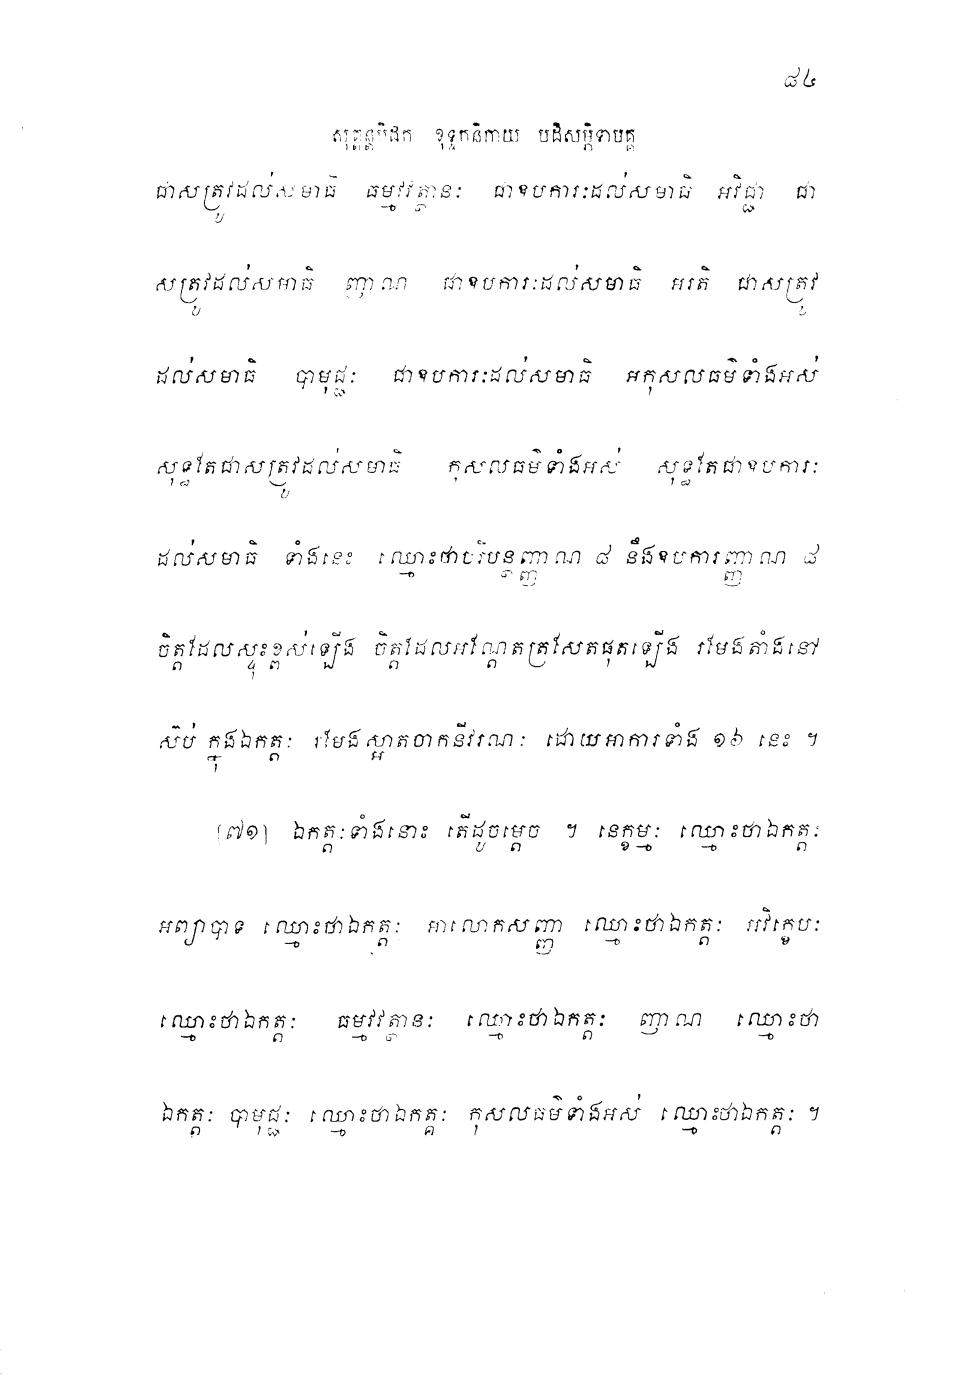 ៨៤
សុត្តន្តបិដក ខុទ្ទកនិកាយ បដិសម្ភិទាមគ្គ
ជាសត្រូវដល់សមាធិ ធម្មវវត្ថានៈ ជាឧបការៈដល់សមាធិ អវិជ្ជា ជា
សត្រូវដល់សមាធិ ញាណ ជាឧបការៈដល់សមាធិ អរតិ ជាសត្រូវ
ដល់សមាធិ បាមុជ្ជៈ ជាឧបការៈដល់សមាធិ អកុសលធម៌ទាំងអស់
សុទ្ធតែជាសត្រូវដល់សមាធិ កុសលធម៌ទាំងអស់ សុទ្ធតែជាឧបការៈ
ដល់សមាធិ ទាំងនេះ ឈ្មោះថាបរិបន្ថញ្ញាណ ៨ នឹងឧបការញ្ញាណ ៨
ចិត្តដែលស្ទុះខ្ពស់ឡើង ចិត្តដែលអណ្តែតត្រសែតផុតឡើង រមែងតាំងនៅ
ស៊ប់ ក្នុងឯកត្តៈ រមែងស្អាតចាកនីវរណៈ ដោយអាការទាំង ១៦ នេះ ។
(៧១) ឯកត្តៈទាំងនោះ តើដូចម្តេច ។ នេក្ខម្មៈ ឈ្មោះថាឯកត្តៈ
អព្យាបាទ ឈ្មោះថាឯកត្តៈ អាលោកសញ្ញា ឈ្មោះថាឯកត្តៈ អវិក្ខេបៈ
ឈ្មោះថាឯកត្តៈ ធម្មវវត្ថានៈ ឈ្មោះថាឯកត្តៈ ញាណ ឈ្មោះថា
ឯកត្តៈ បាមុជ្ជៈ ឈ្មោះថាឯកត្តៈ កុសលធម៌ទាំងអស់ ឈ្មោះថាឯកត្តៈ ។